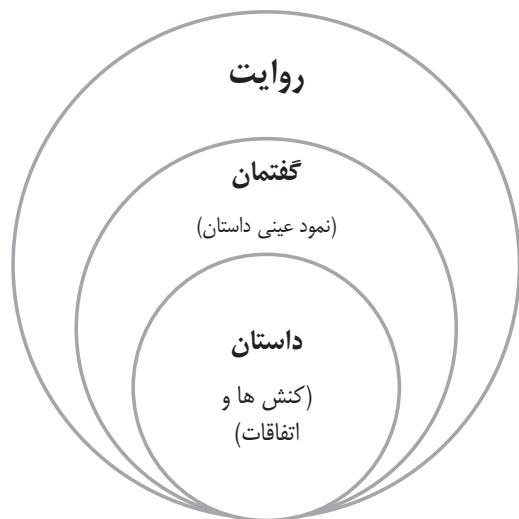 روایت
گفتمان
(نمود عینی داستان)
داستان
(کنش ها و
اتفاقات)